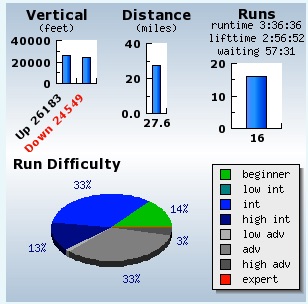 Vertical
(feet)
40000
20000
0
Up 26183
Down 24549
Distance
(miles)
40
20
0.0
27.6
Runs
runtime 3:36:36
lifttime 2:56:52
waiting 57:31
20
10
0
16
Run Difficulty
33%
14%
3%
33%
13%
beginner
low int
int
high int
low adv
adv
high adv
expert